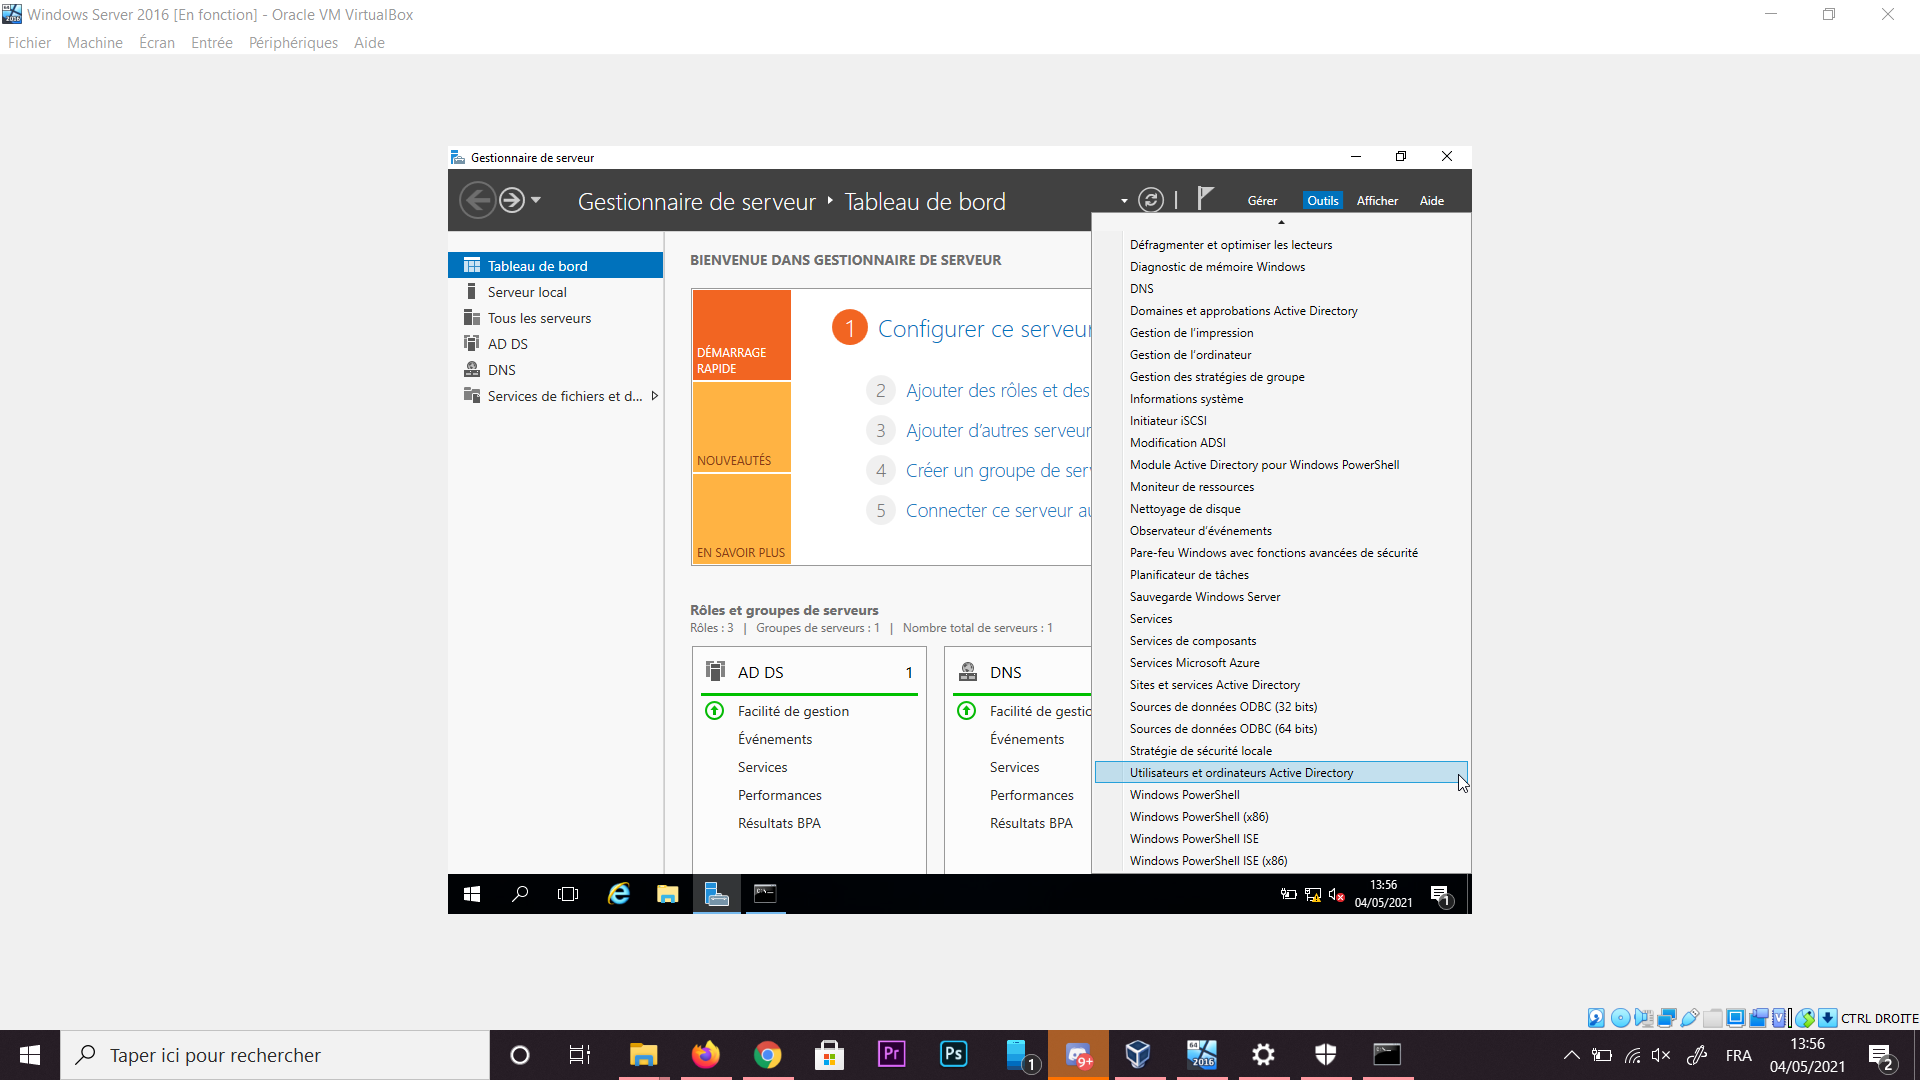 Windows Server 2016 [En fonction] - Oracle VM VirtualBox
Fichier Machine Écran Entrée Périphériques Aide
Gestionnaire de serveur
Gestionnaire de serveur ‣ Tableau de bord
Gérer Outils Afficher Aide
Tableau de bord
Serveur local
Tous les serveurs
AD DS
DNS
Services de fichiers et d...
BIENVENUE DANS GESTIONNAIRE DE SERVEUR
DÉMARRAGE
RAPIDE
NOUVEAUTÉS
EN SAVOIR PLUS
1 Configurer ce serveur
2 Ajouter des rôles et des
3 Ajouter d'autres serveur
4 Créer un groupe de serv
5 Connecter ce serveur au
Rôles et groupes de serveurs
Rôles : 3 | Groupes de serveurs : 1 | Nombre total de serveurs : 1
AD DS 1
Facilité de gestion
Événements
Services
Performances
Résultats BPA
DNS
Facilité de gestio
Événements
Services
Performances
Résultats BPA
Défragmenter et optimiser les lecteurs
Diagnostic de mémoire Windows
DNS
Domaines et approbations Active Directory
Gestion de l'impression
Gestion de l'ordinateur
Gestion des stratégies de groupe
Informations système
Initiateur iSCSI
Modification ADSI
Module Active Directory pour Windows PowerShell
Moniteur de ressources
Nettoyage de disque
Observateur d'événements
Pare-feu Windows avec fonctions avancées de sécurité
Planificateur de tâches
Sauvegarde Windows Server
Services
Services de composants
Services Microsoft Azure
Sites et services Active Directory
Sources de données ODBC (32 bits)
Sources de données ODBC (64 bits)
Stratégie de sécurité locale
Utilisateurs et ordinateurs Active Directory
Windows PowerShell
Windows PowerShell (x86)
Windows PowerShell ISE
Windows PowerShell ISE (x86)
13:56
04/05/2021
1
CTRL DROITE
Taper ici pour rechercher
Pr
Ps
1
9+
64
2016
FRA
13:56
04/05/2021
2